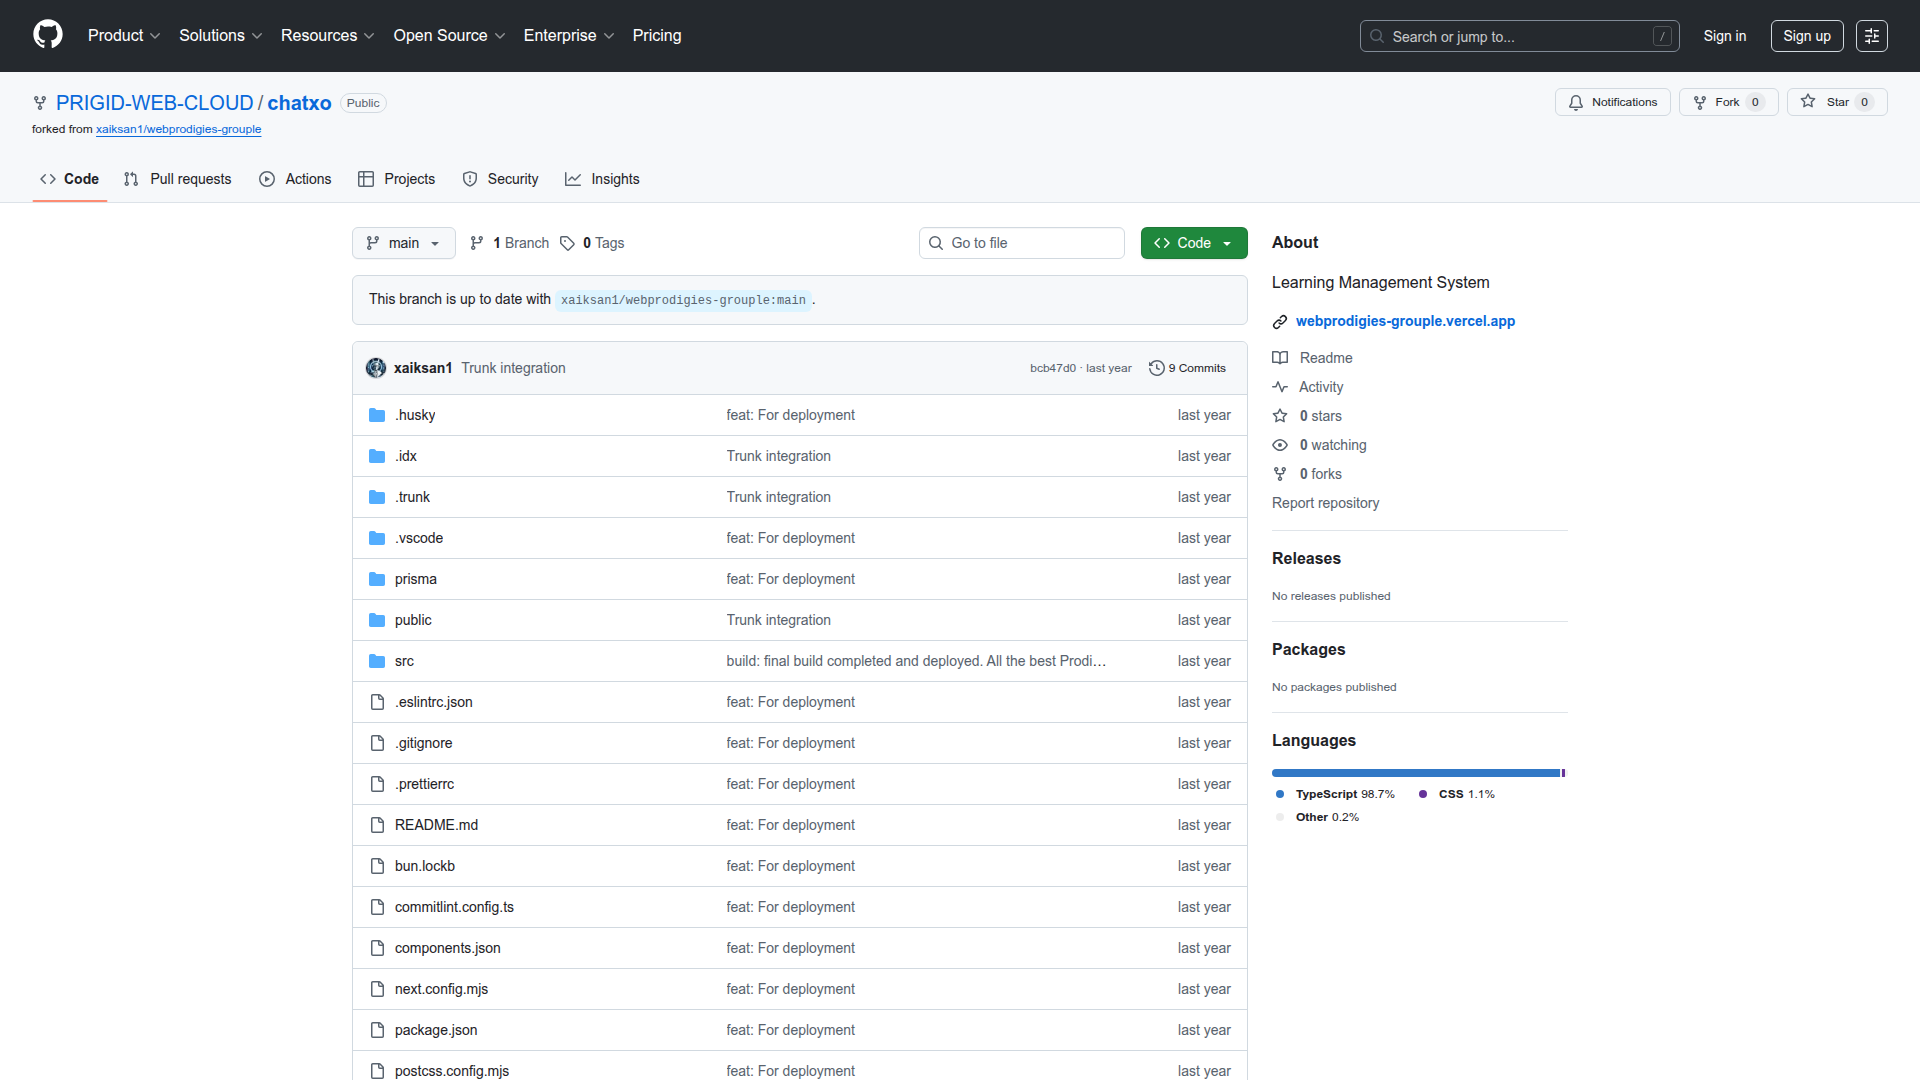 Product Solutions Resources Open Source Enterprise Pricing Search or jump to... / Sign in Sign up
PRIGID-WEB-CLOUD / chatxo Public
forked from xaiksan1/webprodigies-grouple
Notifications Fork 0 Star 0
Code Pull requests Actions Projects Security Insights
main 1 Branch 0 Tags Go to file Code
This branch is up to date with xaiksan1/webprodigies-grouple:main .
xaiksan1 Trunk integration bcb47d0 · last year 9 Commits
.husky feat: For deployment last year
.idx Trunk integration last year
.trunk Trunk integration last year
.vscode feat: For deployment last year
prisma feat: For deployment last year
public Trunk integration last year
src build: final build completed and deployed. All the best Prodi… last year
.eslintrc.json feat: For deployment last year
.gitignore feat: For deployment last year
.prettierrc feat: For deployment last year
README.md feat: For deployment last year
bun.lockb feat: For deployment last year
commitlint.config.ts feat: For deployment last year
components.json feat: For deployment last year
next.config.mjs feat: For deployment last year
package.json feat: For deployment last year
postcss.config.mjs feat: For deployment last year
About
Learning Management System
webprodigies-grouple.vercel.app
Readme
Activity
0 stars
0 watching
0 forks
Report repository
Releases
No releases published
Packages
No packages published
Languages
TypeScript 98.7% CSS 1.1%
Other 0.2%